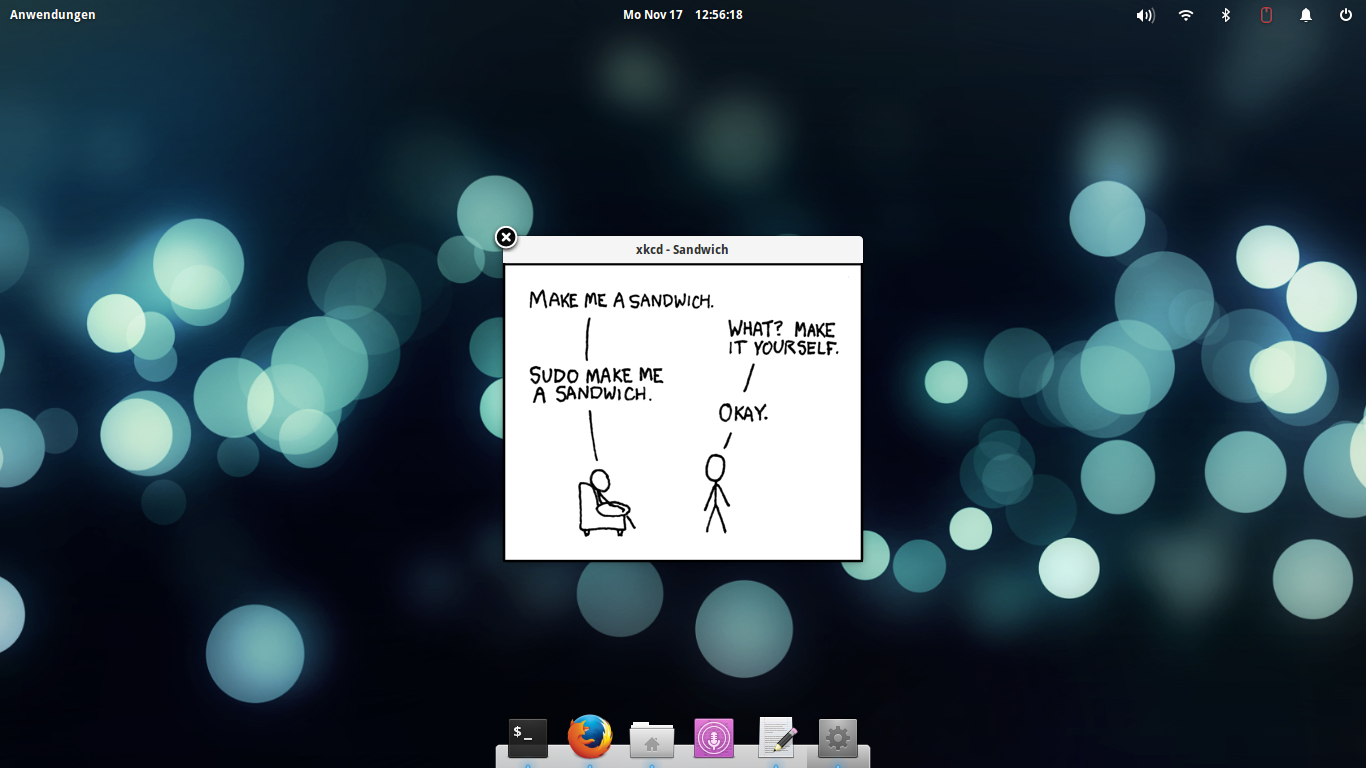 Anwendungen
Mo Nov 17 12:56:18
xkcd - Sandwich
MAKE ME A SANDWICH.
WHAT? MAKE
IT YOURSELF.
SUDO MAKE ME
A SANDWICH.
OKAY.
$_